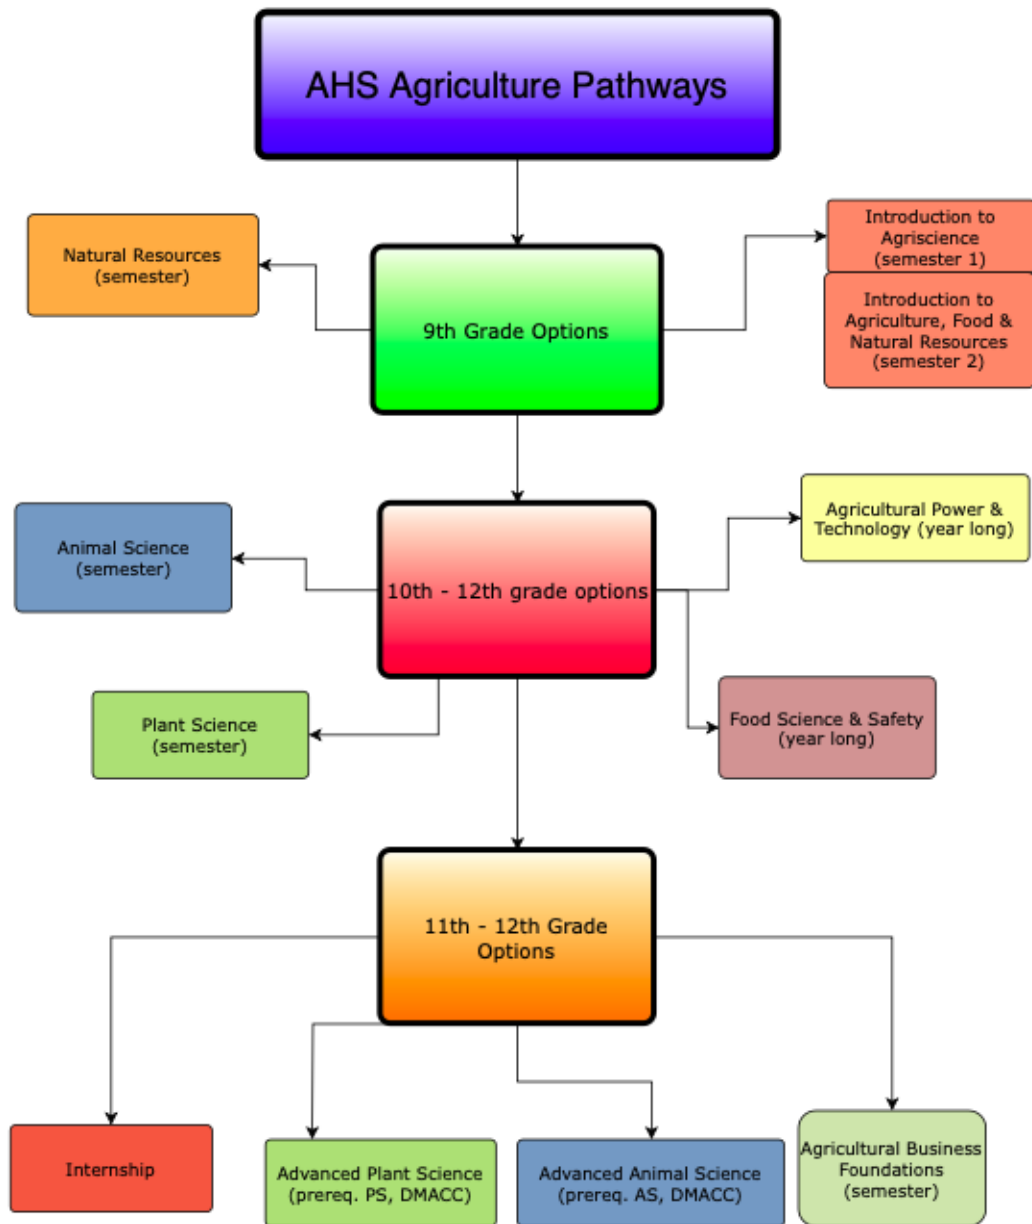 AHS Agriculture Pathways
Natural Resources
(semester)
9th Grade Options
Introduction to
Agriscience
(semester 1)
Introduction to
Agriculture, Food &
Natural Resources
(semester 2)
Animal Science
(semester)
10th - 12th grade options
Agricultural Power &
Technology (year long)
Plant Science
(semester)
Food Science & Safety
(year long)
11th - 12th Grade
Options
Internship
Advanced Plant Science
(prereq. PS, DMACC)
Advanced Animal Science
(prereq. AS, DMACC)
Agricultural Business
Foundations
(semester)